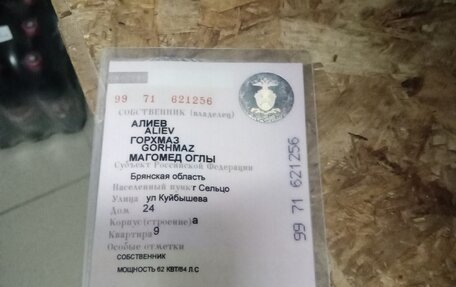 99 71 621256
СОБСТВЕННИК (владелец)
АЛИЕВ
ALIEV
ГОРХМАЗ
GORHMAZ
МАГОМЕД ОГЛЫ
Субъект Российской Федерации
Брянская область
Населенный пункт г Сельцо
Улица ул Куйбышева
Дом 24
Корпус(строение) а
Квартира 9
Особые отметки
СОБСТВЕННИК
МОЩНОСТЬ 62 КВТ/84 Л.С
99 71 621256